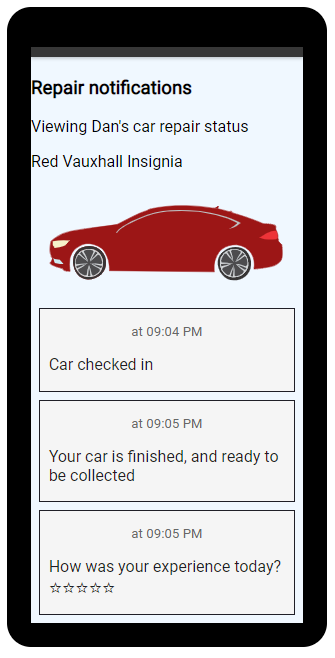 Repair notifications
Viewing Dan's car repair status
Red Vauxhall Insignia
at 09:04 PM
Car checked in
at 09:05 PM
Your car is finished, and ready to
be collected
at 09:05 PM
How was your experience today?
☆☆☆☆☆